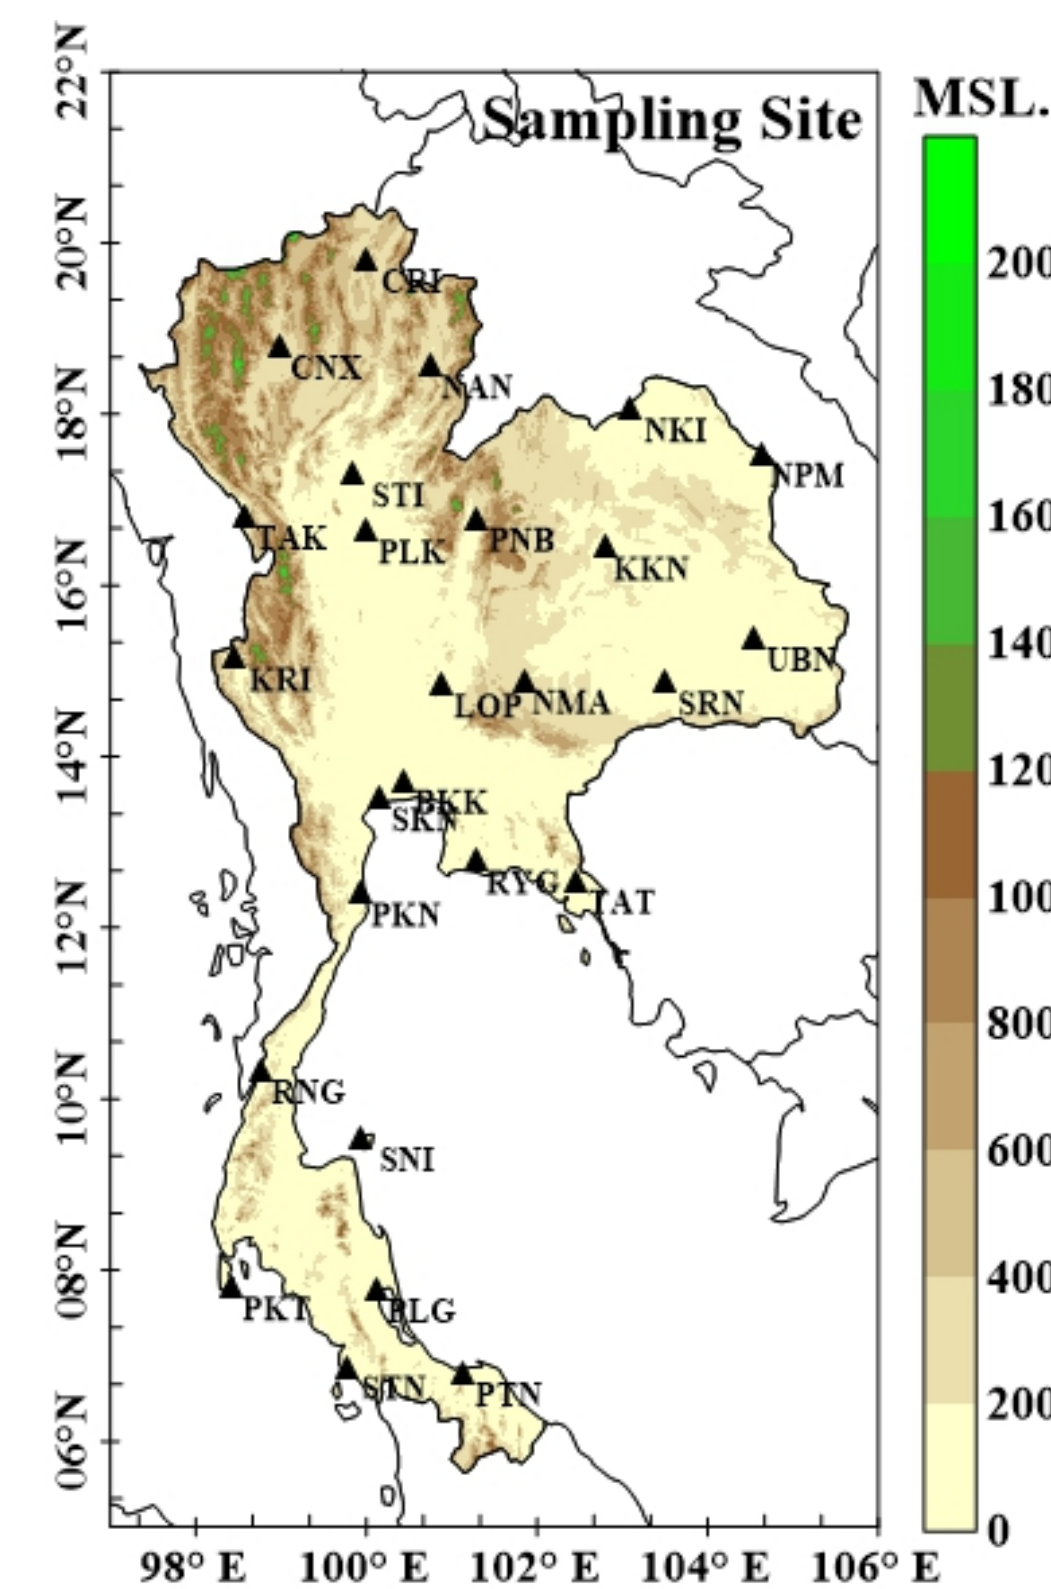 Sampling Site
MSL.
22°N
20°N
18°N
16°N
14°N
12°N
10°N
08°N
06°N
98° E
100° E
102° E
104° E
106° E
CRI
CNX
NAN
NKI
NPM
STI
TAK
PLK
PNB
KKN
UBN
KRI
LOP
NMA
SRN
BKK
SKN
RYG
TAT
PKN
RNG
SNI
PKT
PLG
STN
PTN
200
180
160
140
120
100
800
600
400
200
0